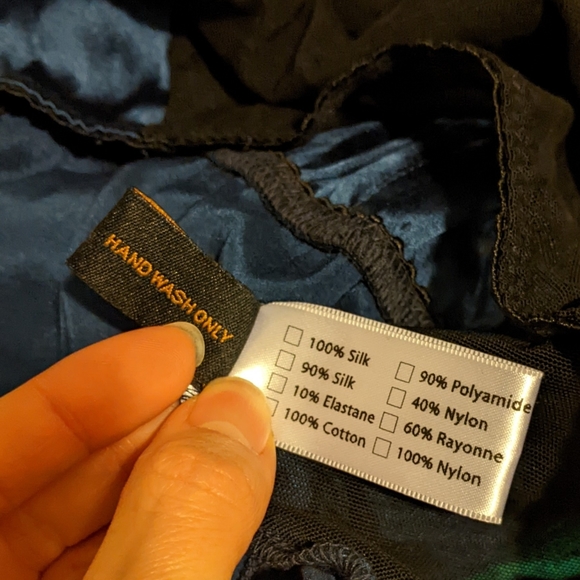 HAND WASH ONLY
100% Silk
90% Silk
10% Elastane
100% Cotton
90% Polyamide
40% Nylon
60% Rayonne
100% Nylon